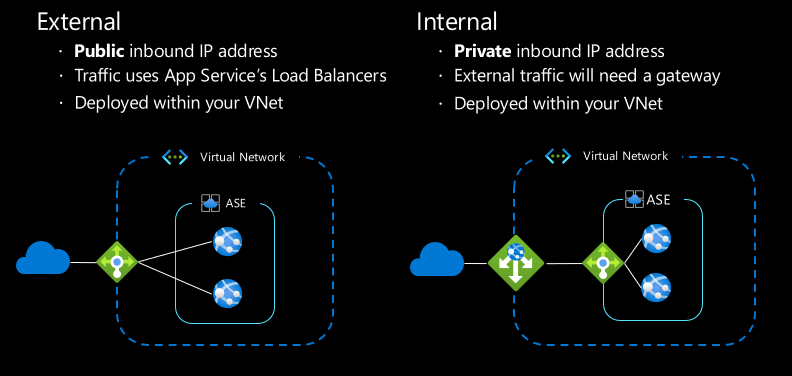 External
· Public inbound IP address
· Traffic uses App Service's Load Balancers
· Deployed within your VNet
Virtual Network
ASE
Internal
· Private inbound IP address
· External traffic will need a gateway
· Deployed within your VNet
Virtual Network
ASE